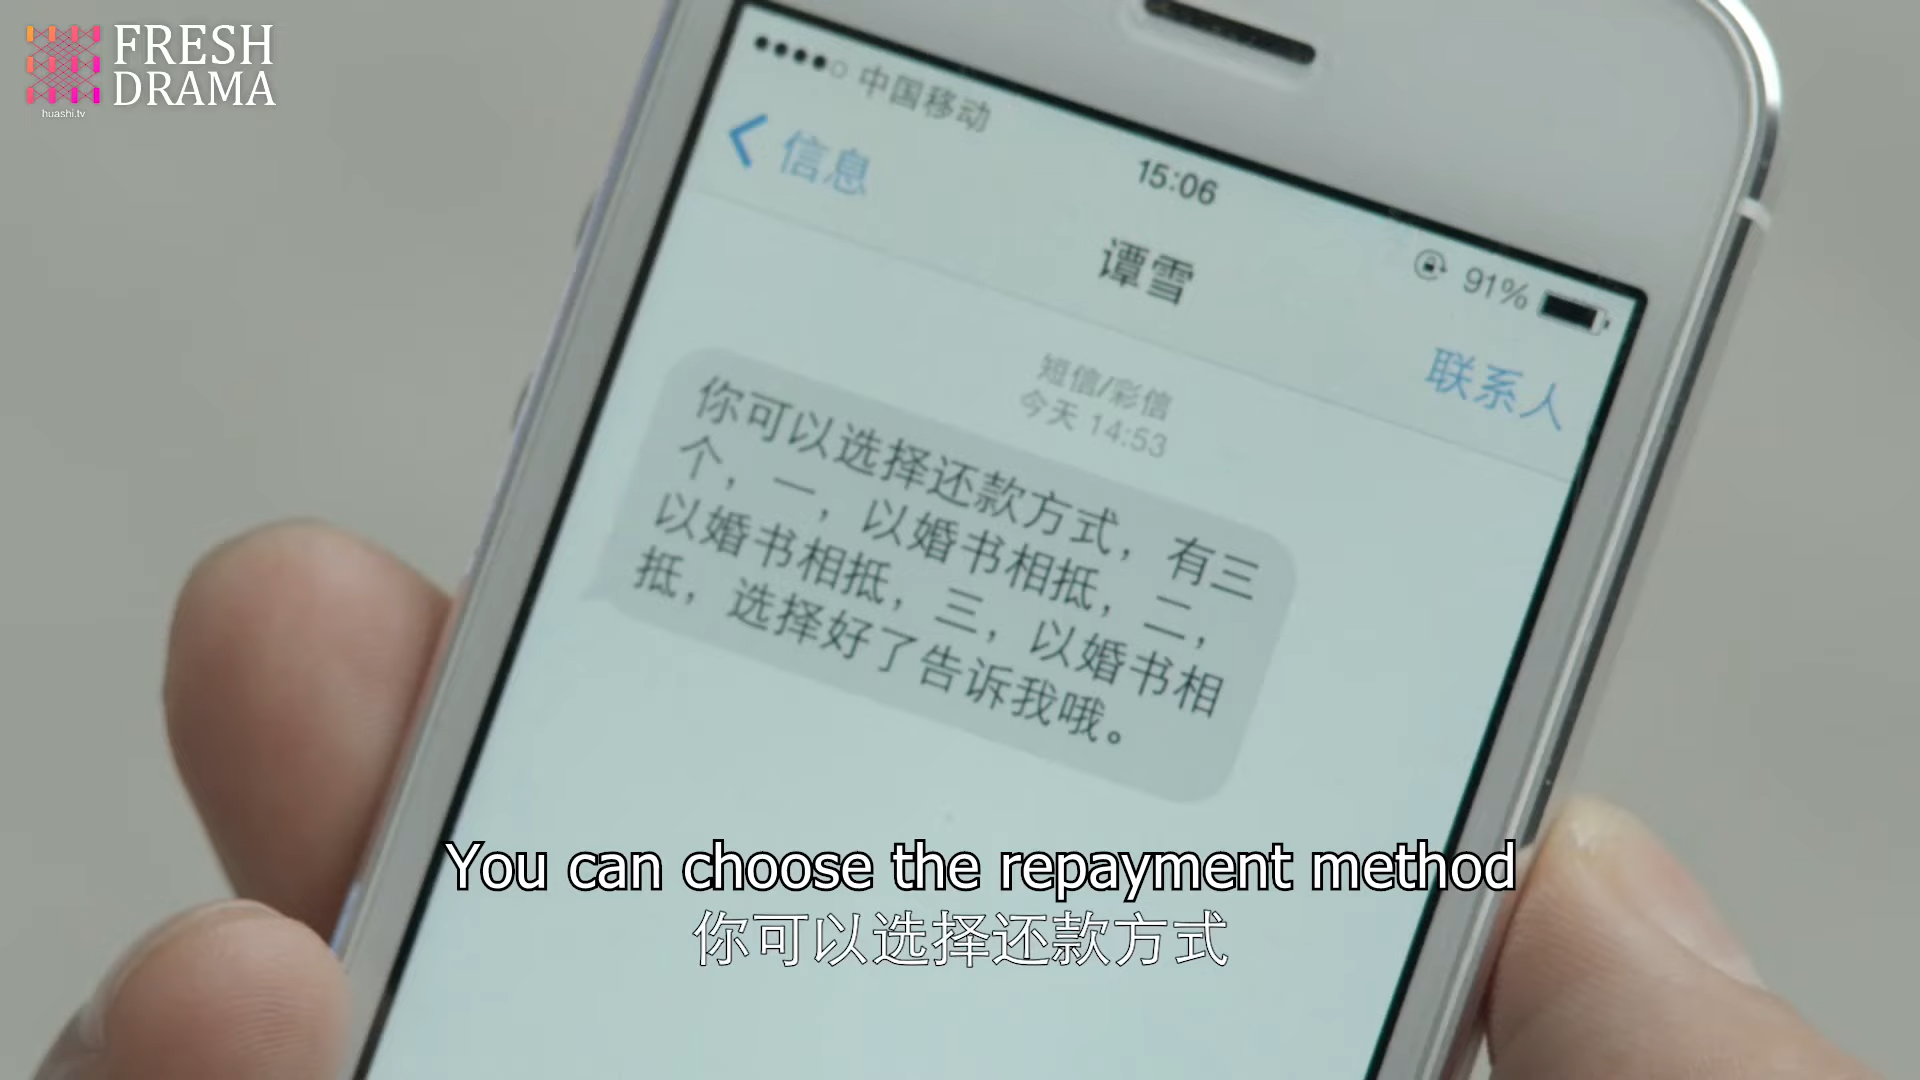 FRESH
DRAMA
huashi.tv
中国移动
15:06
91%
信息
谭雪
联系人
短信/彩信
今天 14:53
你可以选择还款方式，有三
个，一，以婚书相抵，二，
以婚书相抵，三，以婚书相
抵，选择好了告诉我哦。
You can choose the repayment method
你可以选择还款方式